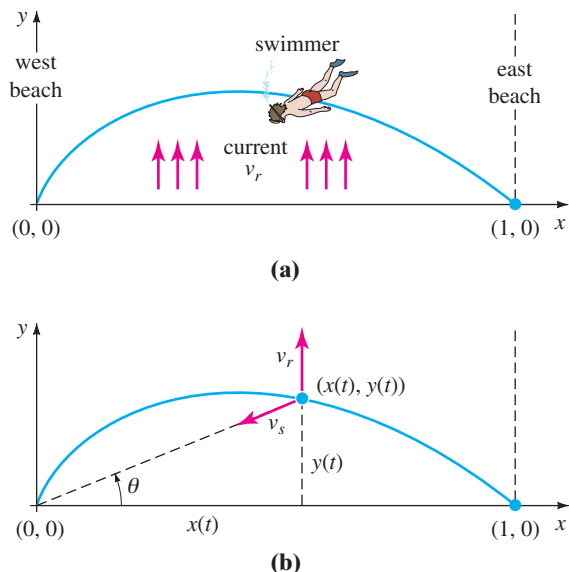 y
west
beach
swimmer
east
beach
current
v_r
(0, 0)
(1, 0)
x
(a)
y
v_r
(x(t), y(t))
v_s
y(t)
θ
(0, 0)
x(t)
(1, 0)
x
(b)